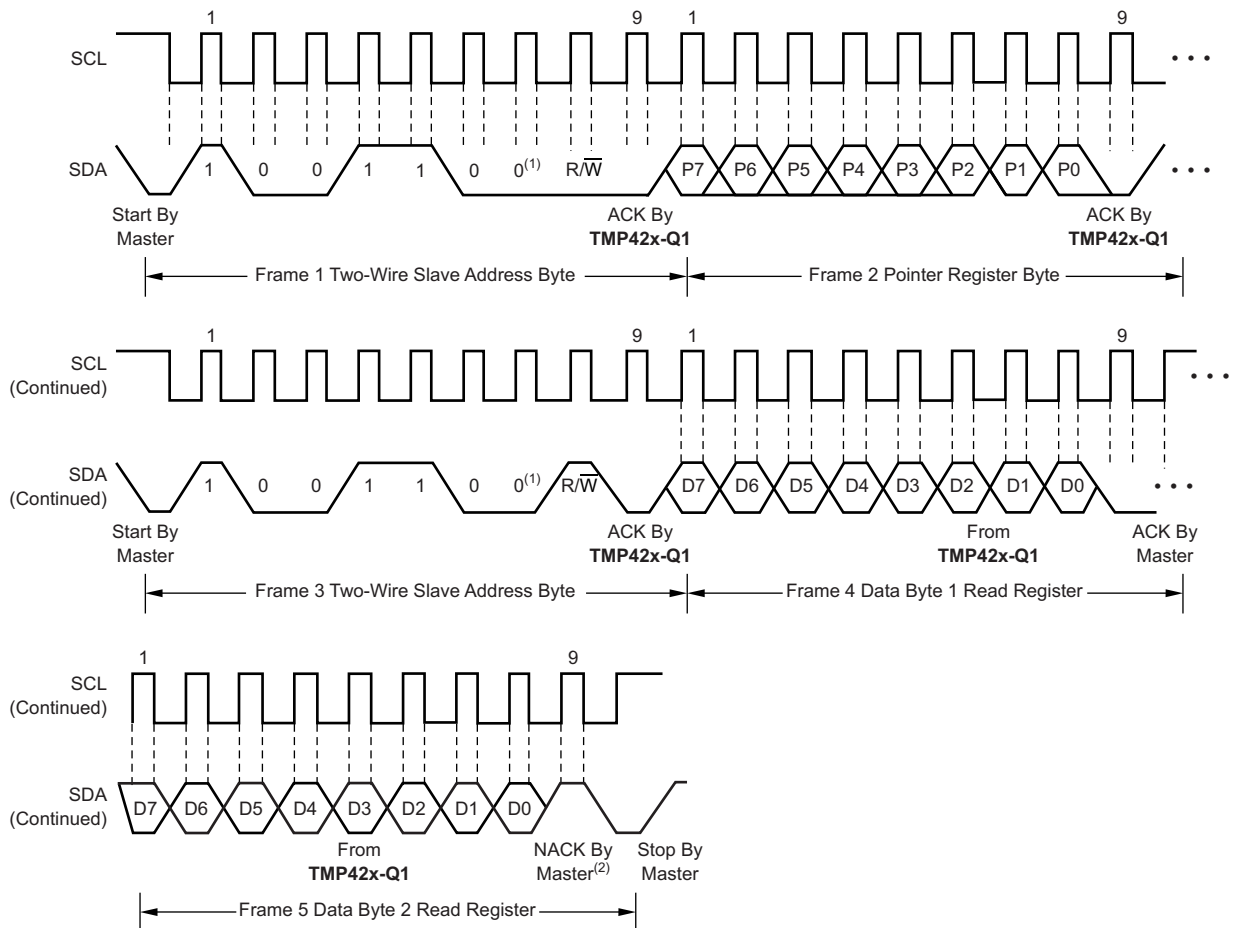 1 9 1 9
SCL
SDA 1 0 0 1 1 0 0(1) R/W̅ P7 P6 P5 P4 P3 P2 P1 P0
Start By Master
ACK By TMP42x-Q1
ACK By TMP42x-Q1
Frame 1 Two-Wire Slave Address Byte
Frame 2 Pointer Register Byte
1 9 1 9
SCL (Continued)
SDA (Continued) 1 0 0 1 1 0 0(1) R/W̅ D7 D6 D5 D4 D3 D2 D1 D0
Start By Master
ACK By TMP42x-Q1
From TMP42x-Q1
ACK By Master
Frame 3 Two-Wire Slave Address Byte
Frame 4 Data Byte 1 Read Register
1 9
SCL (Continued)
SDA (Continued) D7 D6 D5 D4 D3 D2 D1 D0
From TMP42x-Q1
NACK By Master(2)
Stop By Master
Frame 5 Data Byte 2 Read Register